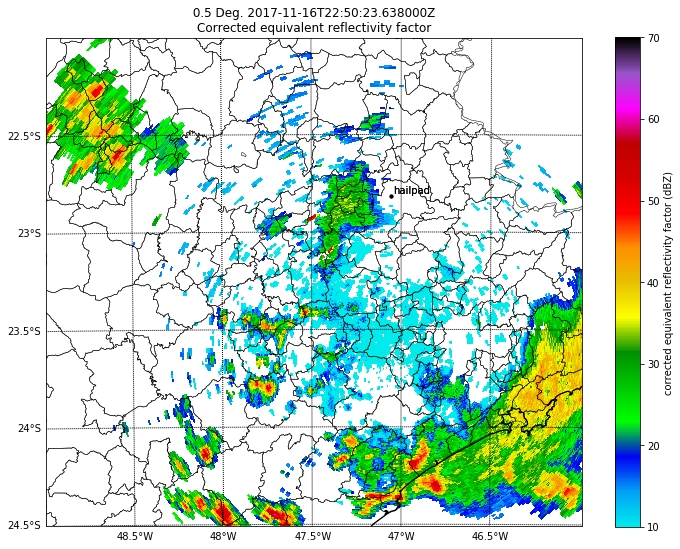 0.5 Deg. 2017-11-16T22:50:23.638000Z
Corrected equivalent reflectivity factor
22.5°S
23°S
23.5°S
24°S
24.5°S
48.5°W
48°W
47.5°W
47°W
46.5°W
hailpad
70
60
50
40
30
20
10
corrected equivalent reflectivity factor (dBZ)